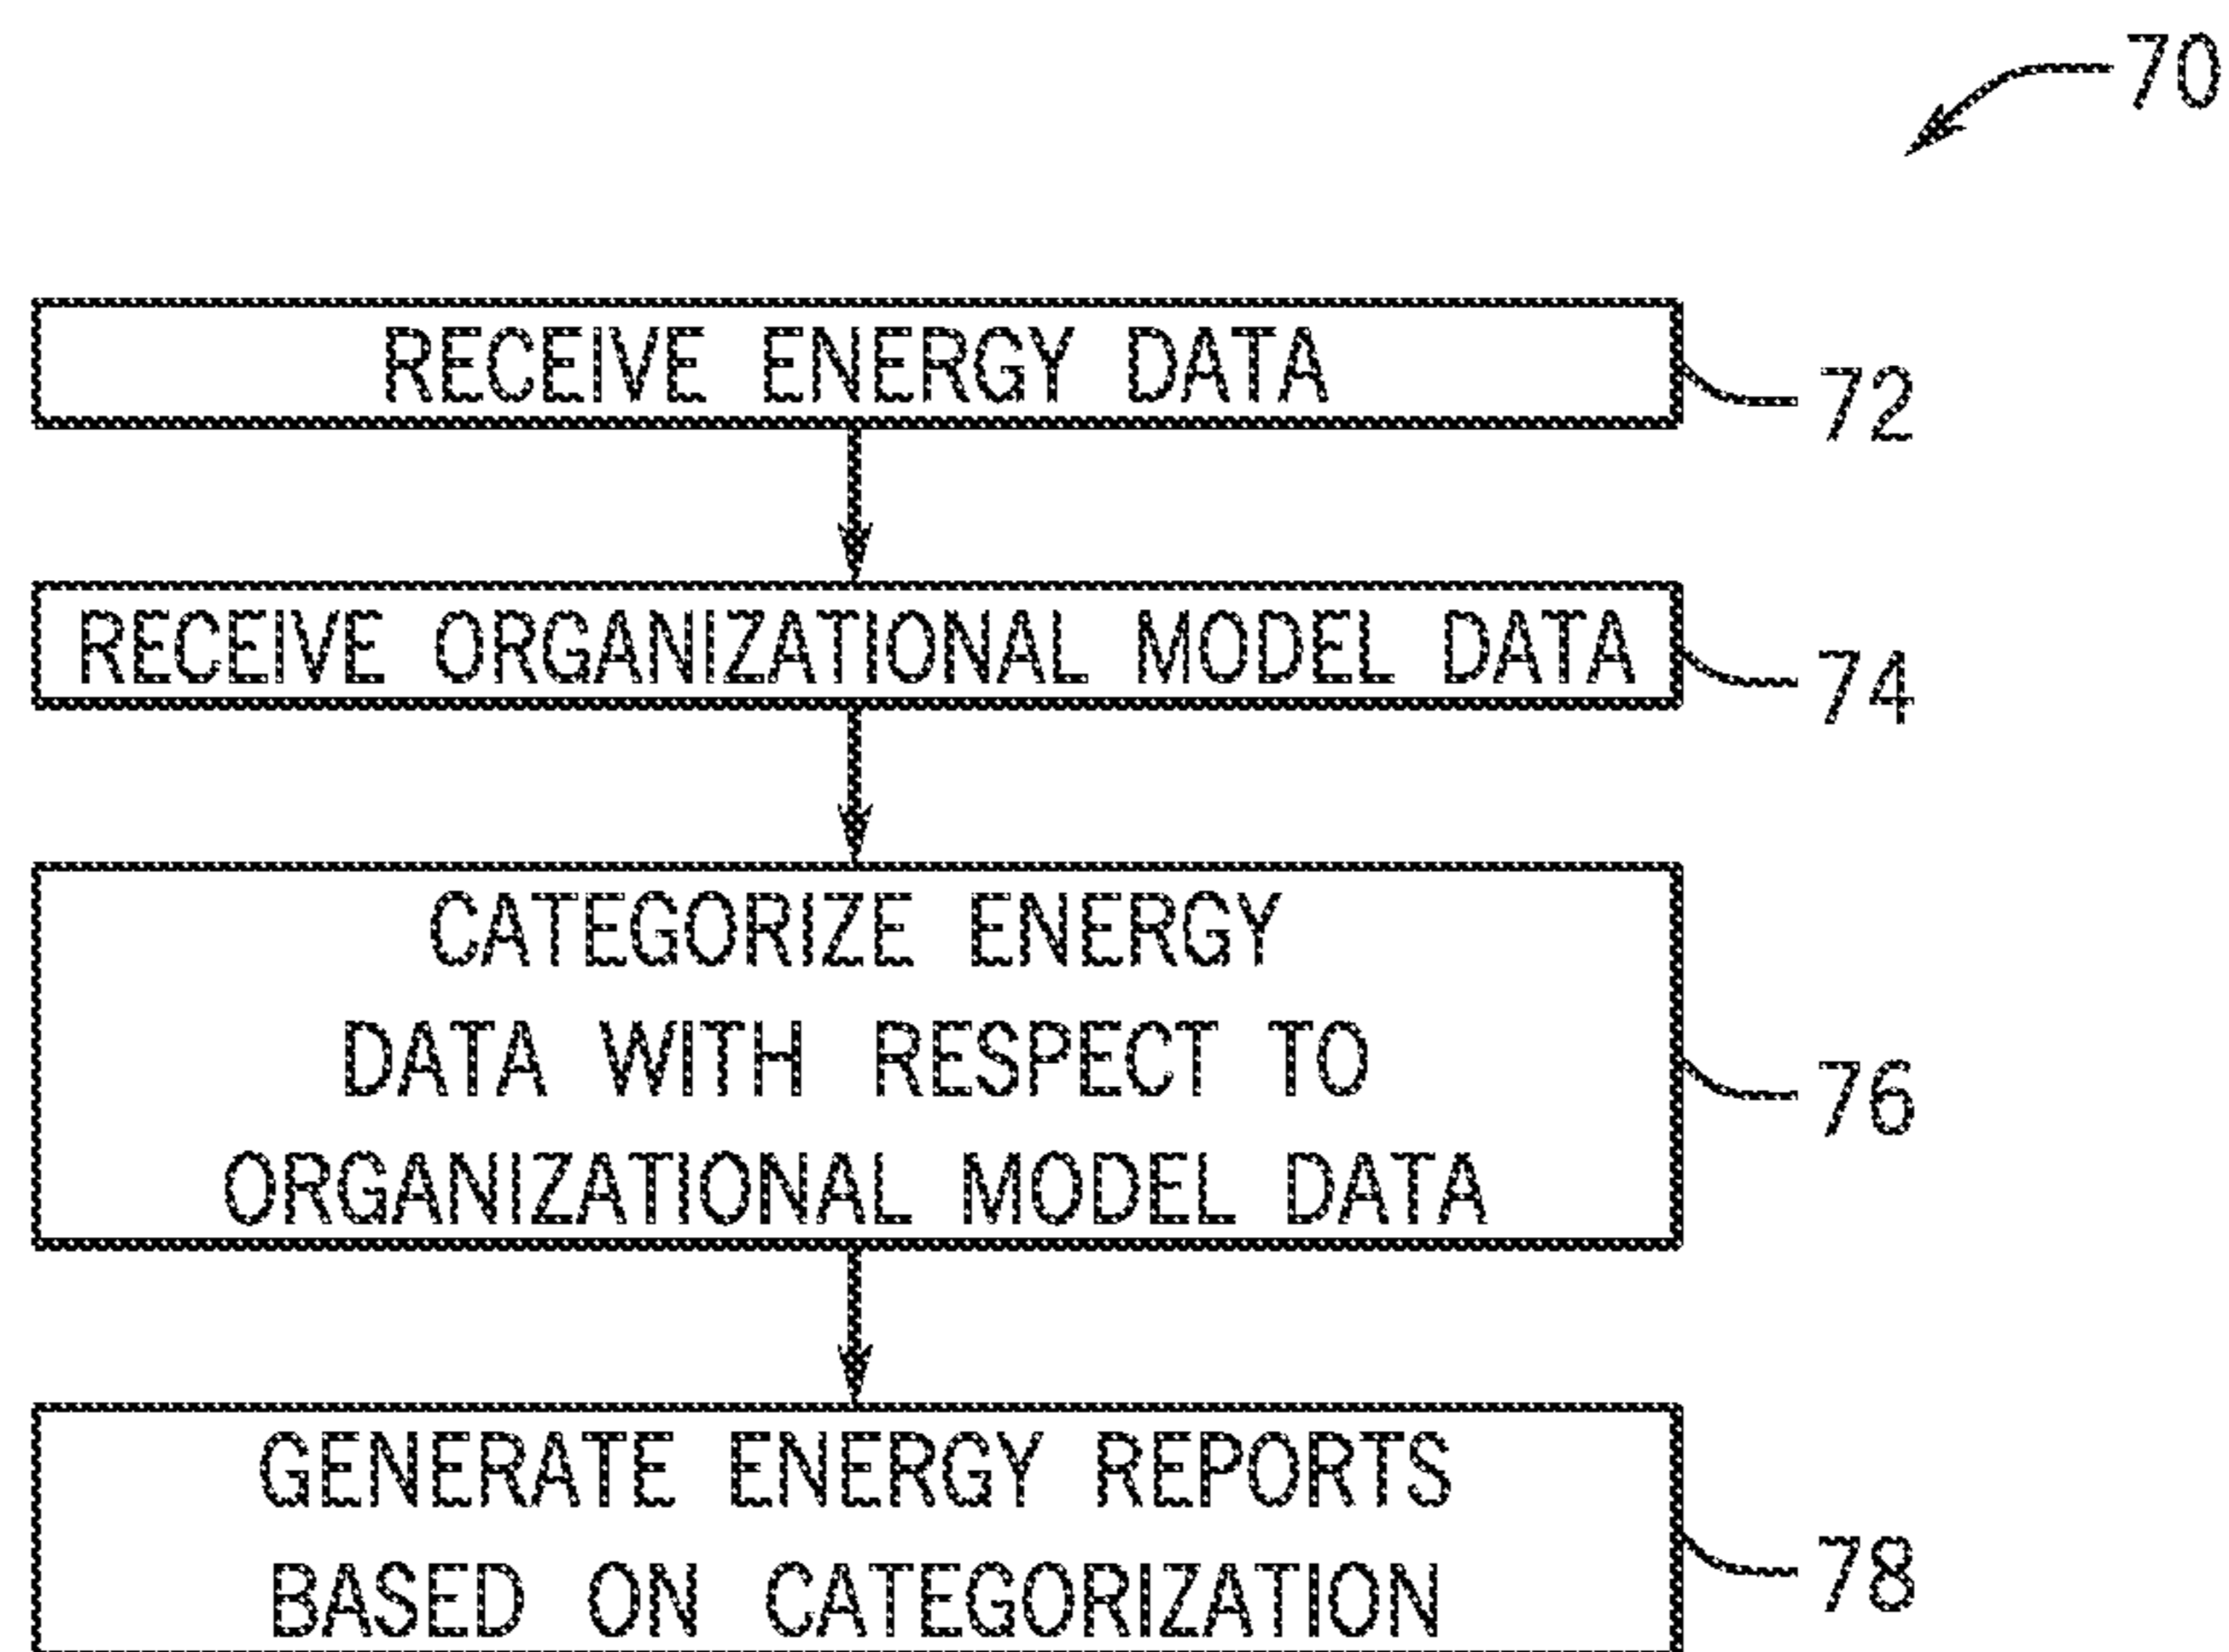 70
RECEIVE ENERGY DATA
72
RECEIVE ORGANIZATIONAL MODEL DATA
74
CATEGORIZE ENERGY
DATA WITH RESPECT TO
ORGANIZATIONAL MODEL DATA
76
GENERATE ENERGY REPORTS
BASED ON CATEGORIZATION
78